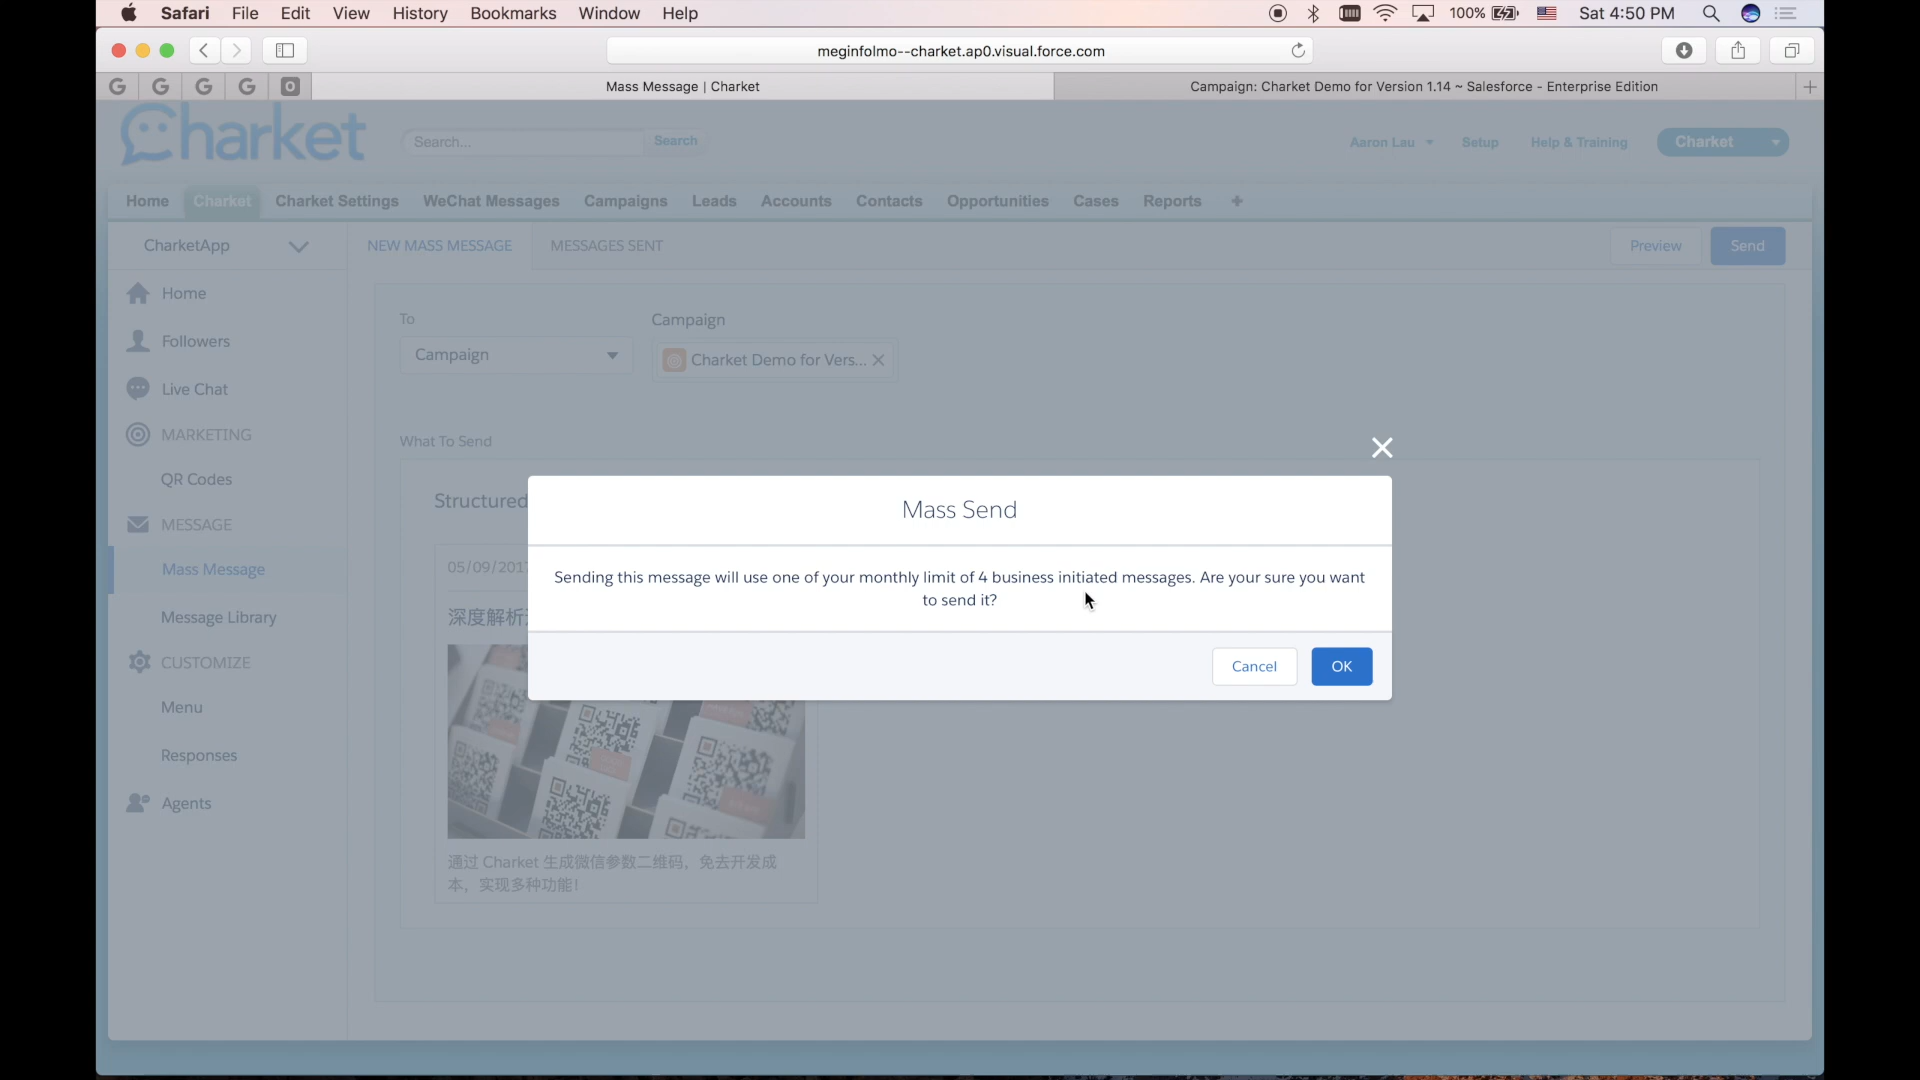 Safari File Edit View History Bookmarks Window Help 100% Sat 4:50 PM
meginfolmo--charket.ap0.visual.force.com
G G G G O Mass Message | Charket Campaign: Charket Demo for Version 1.14 ~ Salesforce - Enterprise Edition +
Charket Search... Search Aaron Lau Setup Help & Training Charket
Home Charket Charket Settings WeChat Messages Campaigns Leads Accounts Contacts Opportunities Cases Reports +
CharketApp NEW MASS MESSAGE MESSAGES SENT Preview Send
Home
Followers
Live Chat
MARKETING
QR Codes
MESSAGE
Mass Message
Message Library
CUSTOMIZE
Menu
Responses
Agents
To Campaign
Campaign Charket Demo for Vers...
What To Send
Structured
05/09/201
深度解析
通过 Charket 生成微信参数二维码，免去开发成
本，实现多种功能！
Mass Send
Sending this message will use one of your monthly limit of 4 business initiated messages. Are your sure you want
to send it?
Cancel OK